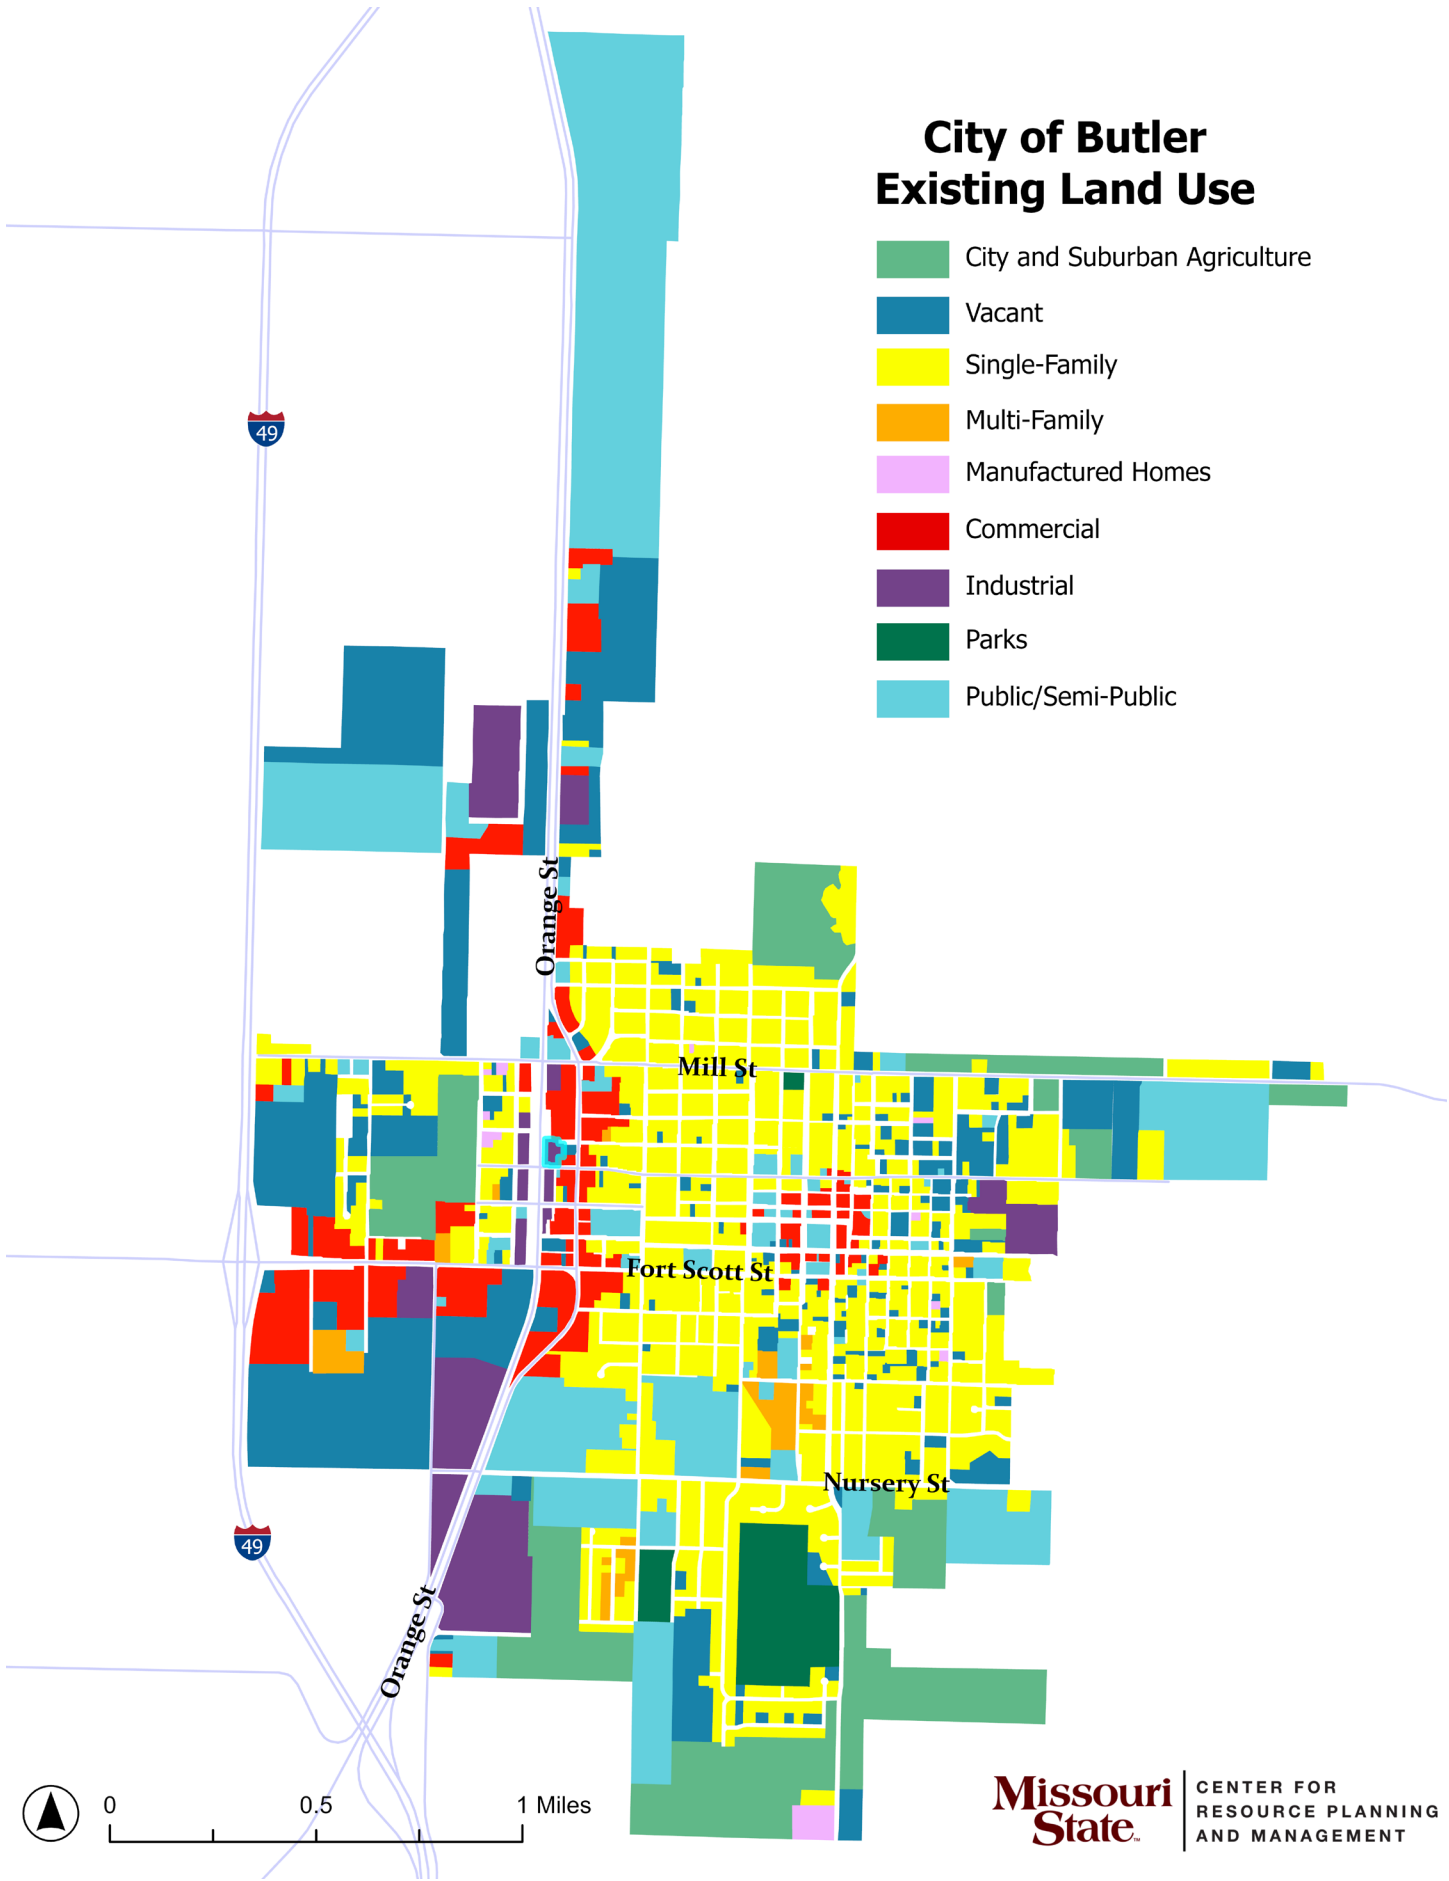 City of Butler
Existing Land Use
City and Suburban Agriculture
Vacant
Single-Family
Multi-Family
Manufactured Homes
Commercial
Industrial
Parks
Public/Semi-Public
49
Orange St
Mill St
Fort Scott St
Nursery St
49
Orange St
0 0.5 1 Miles
Missouri
State™
CENTER FOR
RESOURCE PLANNING
AND MANAGEMENT